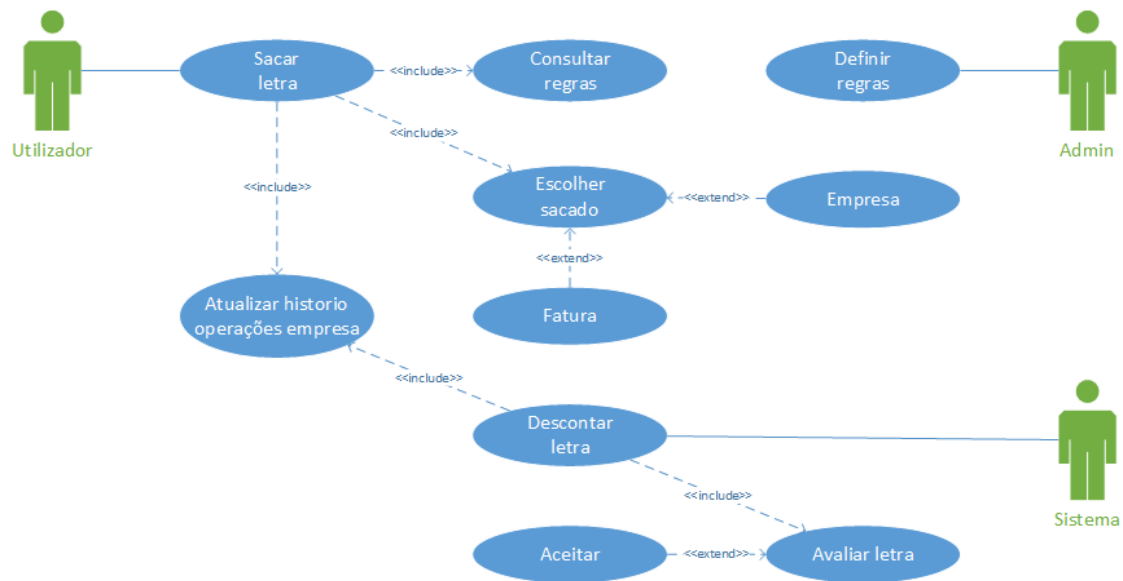 Sacar
letra
<<include>>
Consultar
regras
Definir
regras
Utilizador
Admin
<<include>>
<<include>>
Escolher
sacado
<<extend>>
Empresa
<<extend>>
Atualizar historio
operações empresa
Fatura
<<include>>
Descontar
letra
<<include>>
Sistema
Aceitar
<<extend>>
Avaliar letra